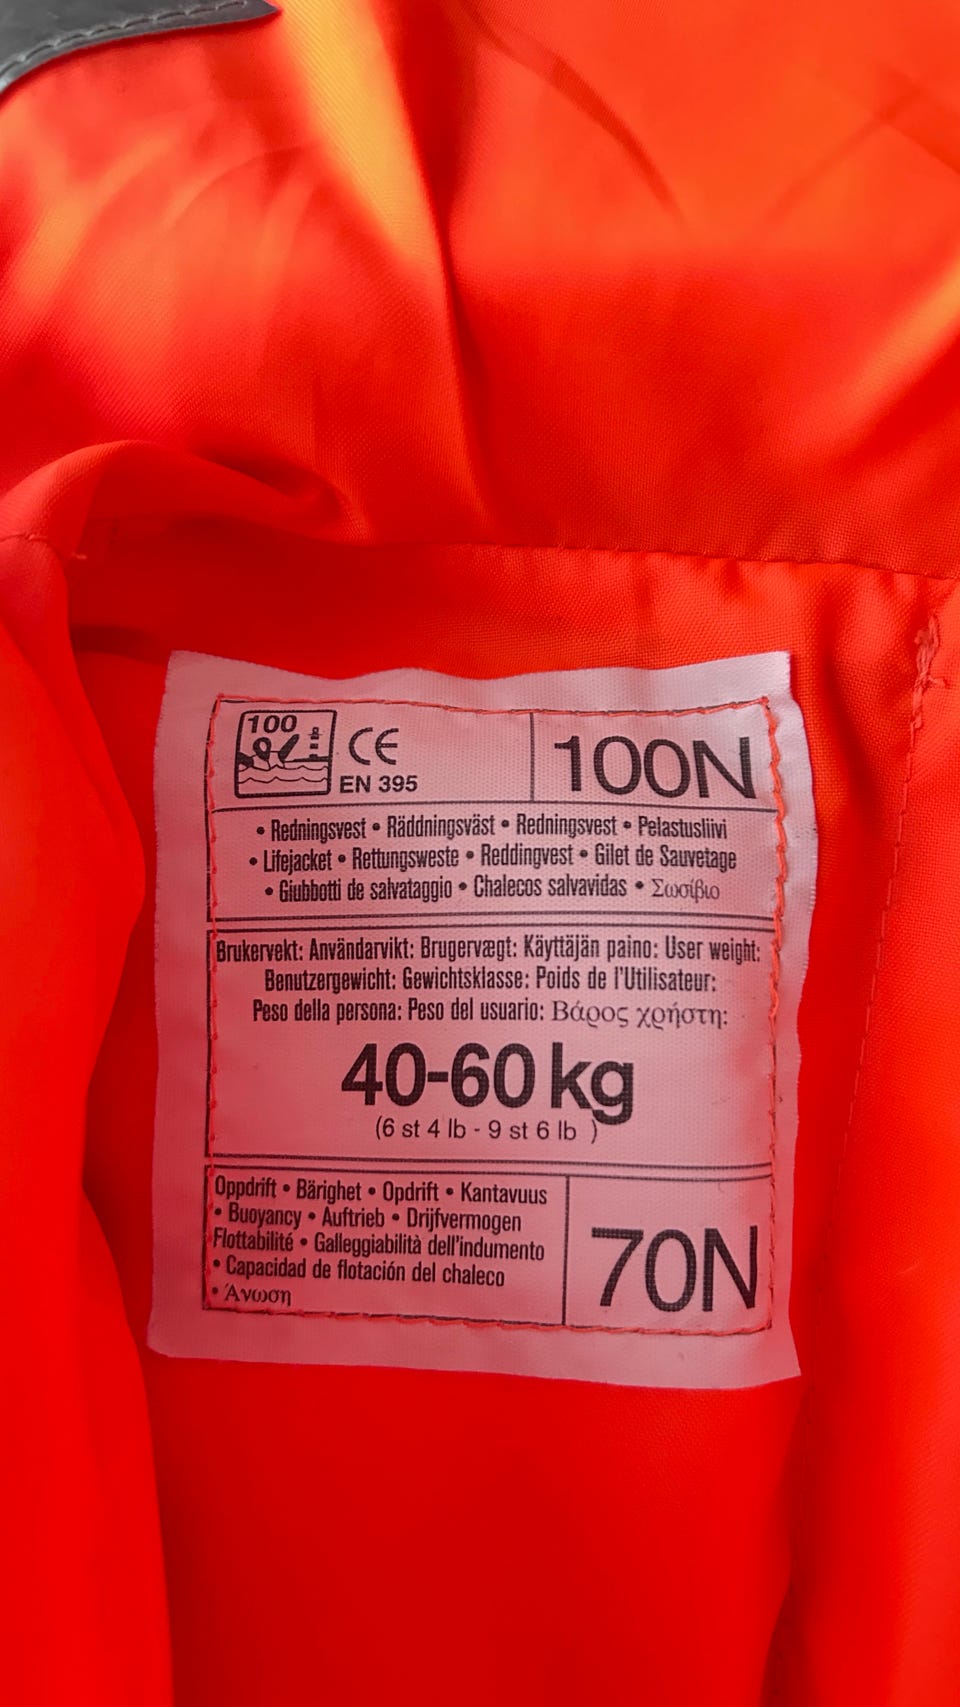 100
CE
EN 395
100N
• Redningsvest • Räddningsväst • Redningsvest • Pelastusliivi
• Lifejacket • Rettungsweste • Reddingvest • Gilet de Sauvetage
• Giubbotti de salvataggio • Chalecos salvavidas • Σωσίβιο
Brukervekt: Användarvikt: Brugervægt: Käyttäjän paino: User weight:
Benutzergewicht: Gewichtsklasse: Poids de l'Utilisateur:
Peso della persona: Peso del usuario: Βάρος χρήστη:
40-60 kg
(6 st 4 lb - 9 st 6 lb )
Oppdrift • Bärighet • Opdrift • Kantavuus
• Buoyancy • Auftrieb • Drijfvermogen
Flottabilité • Galleggiabilità dell'indumento
• Capacidad de flotación del chaleco
• Άνωση
70N